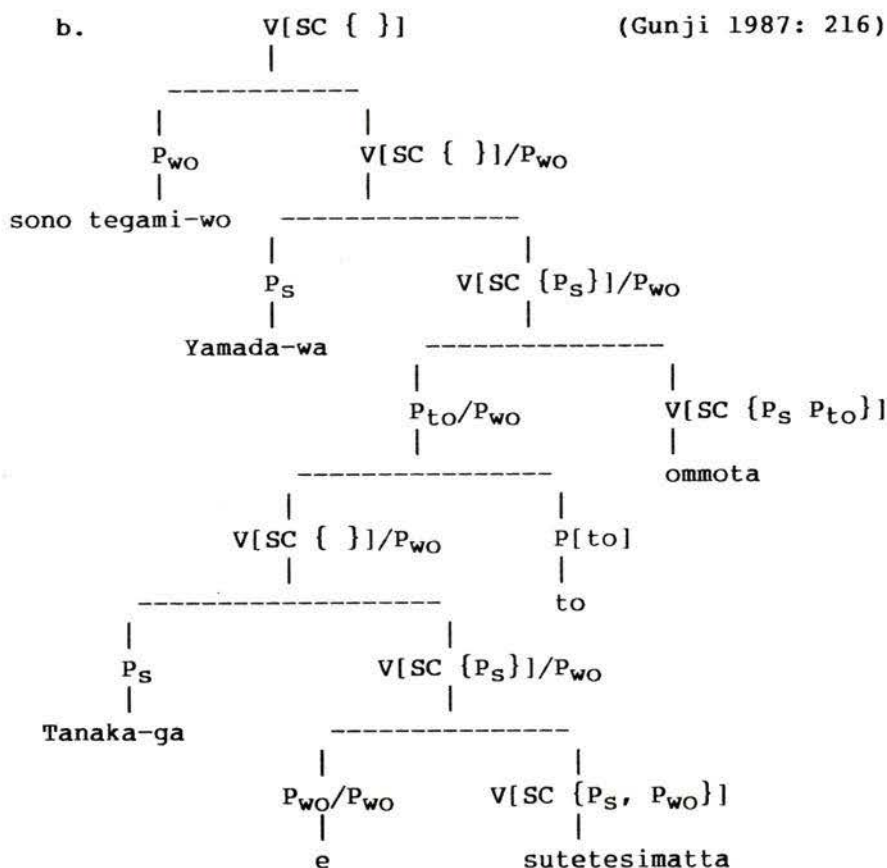 b. V[SC { }] (Gunji 1987: 216)
P_wo V[SC { }]/P_wo
sono tegami-wo
P_s V[SC {P_s}]/P_wo
Yamada-wa
P_to/P_wo V[SC {P_s P_to}]
ommota
V[SC { }]/P_wo P[to]
to
P_s V[SC {P_s}]/P_wo
Tanaka-ga
P_wo/P_wo V[SC {P_s, P_wo}]
e sutetesimatta